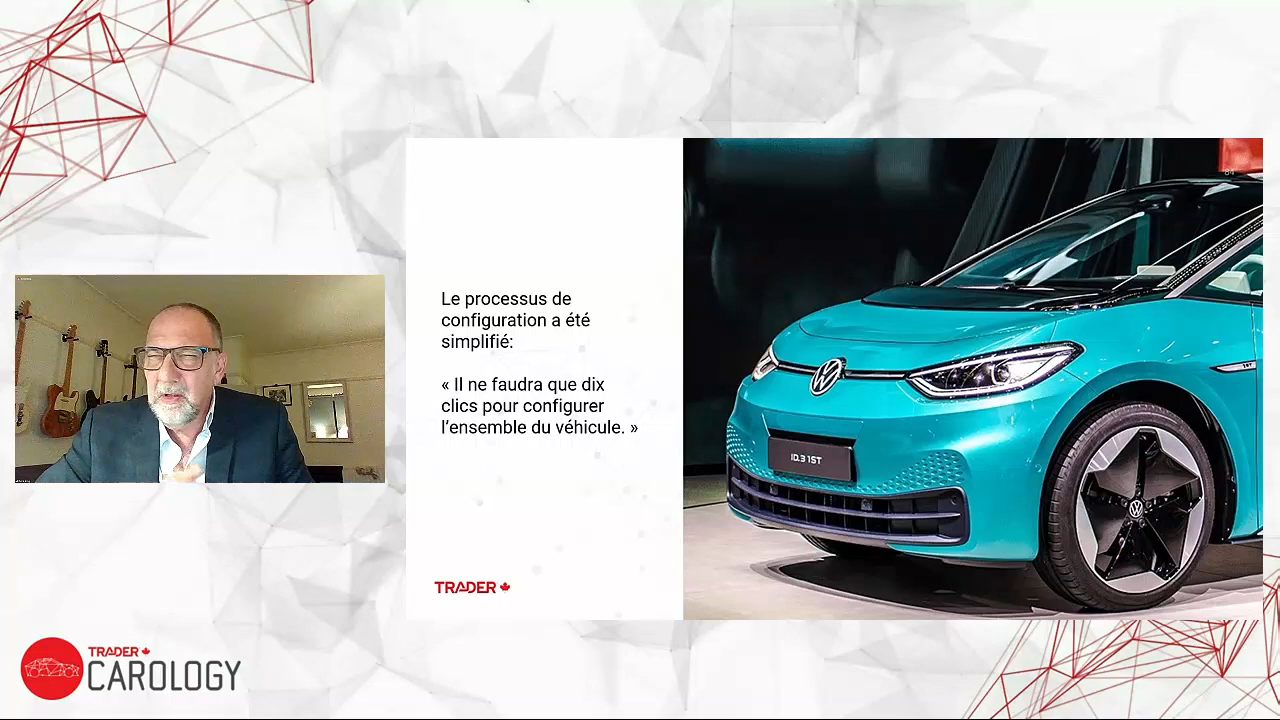 Le processus de
configuration a été
simplifié:
« Il ne faudra que dix
clics pour configurer
l'ensemble du véhicule. »
TRADER
ID.3 1ST
TRADER
CAROLOGY